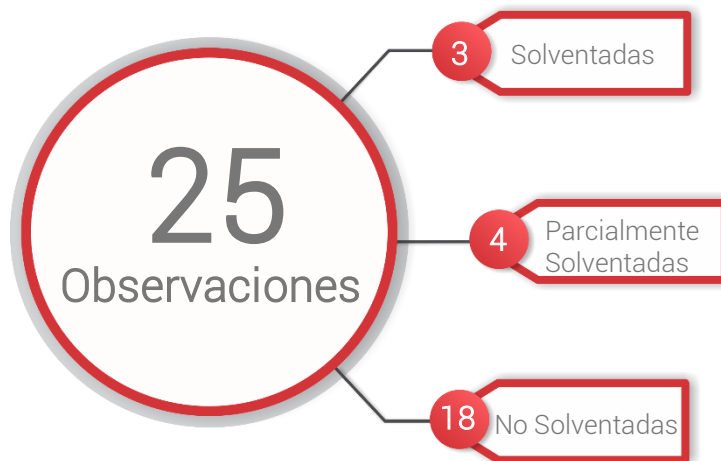 25
Observaciones
3
Solventadas
4
Parcialmente
Solventadas
18
No Solventadas